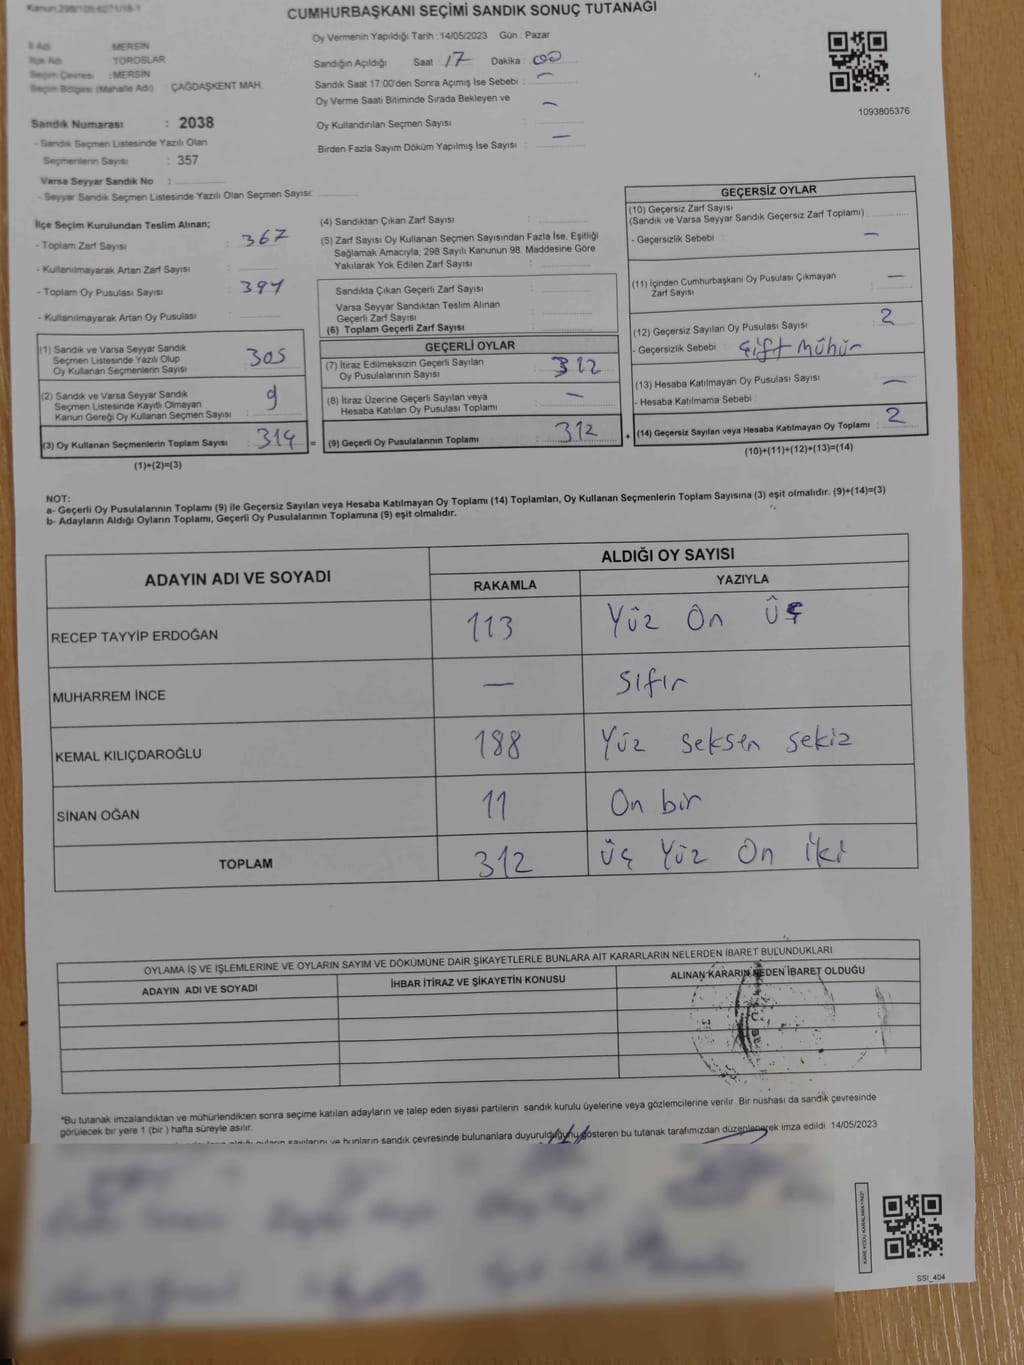 CUMHURBAŞKANI SEÇİMİ SANDIK SONUÇ TUTANAĞI
İl Adı : MERSİN
İlçe Adı : TOROSLAR
Seçim Çevresi : MERSİN
Seçim Bölgesi (Mahalle Adı) ÇAĞDAŞKENT MAH.
Sandık Numarası : 2038
- Sandık Seçmen Listesinde Yazılı Olan
Seçmenlerin Sayısı : 357
Varsa Seyyar Sandık No :
- Seyyar Sandık Seçmen Listesinde Yazılı Olan Seçmen Sayısı:
Oy Vermenin Yapıldığı Tarih : 14/05/2023 Gün : Pazar
Sandığın Açıldığı Saat : 17 Dakika : 00
Sandık Saat 17:00'den Sonra Açılmış İse Sebebi : —
Oy Verme Saati Bitiminde Sırada Bekleyen ve
Oy Kullandırılan Seçmen Sayısı : —
Birden Fazla Sayım Döküm Yapılmış İse Sayısı : —
1093805376
İlçe Seçim Kurulundan Teslim Alınan;
- Toplam Zarf Sayısı : 367
- Kullanılmayarak Artan Zarf Sayısı :
- Toplam Oy Pusulası Sayısı : 397
- Kullanılmayarak Artan Oy Pusulası :
(1) Sandık ve Varsa Seyyar Sandık
Seçmen Listesinde Yazılı Olup
Oy Kullanan Seçmenlerin Sayısı : 305
(2) Sandık ve Varsa Seyyar Sandık
Seçmen Listesinde Kayıtlı Olmayan
Kanun Gereği Oy Kullanan Seçmen Sayısı : 9
(3) Oy Kullanan Seçmenlerin Toplam Sayısı : 314
(1)+(2)=(3)
(4) Sandıktan Çıkan Zarf Sayısı :
(5) Zarf Sayısı Oy Kullanan Seçmen Sayısından Fazla İse, Eşitliği
Sağlamak Amacıyla, 298 Sayılı Kanunun 98. Maddesine Göre
Yakılarak Yok Edilen Zarf Sayısı :
Sandıkta Çıkan Geçerli Zarf Sayısı :
Varsa Seyyar Sandıktan Teslim Alınan
Geçerli Zarf Sayısı :
(6) Toplam Geçerli Zarf Sayısı :
GEÇERLİ OYLAR
(7) İtiraz Edilmeksizin Geçerli Sayılan
Oy Pusulalarının Sayısı : 312
(8) İtiraz Üzerine Geçerli Sayılan veya
Hesaba Katılan Oy Pusulası Toplamı : —
= (9) Geçerli Oy Pusulalarının Toplamı : 312
GEÇERSİZ OYLAR
(10) Geçersiz Zarf Sayısı
(Sandık ve Varsa Seyyar Sandık Geçersiz Zarf Toplamı)
- Geçersizlik Sebebi : —
(11) İçinden Cumhurbaşkanı Oy Pusulası Çıkmayan
Zarf Sayısı : —
(12) Geçersiz Sayılan Oy Pusulası Sayısı : 2
- Geçersizlik Sebebi : Çift Mühür
(13) Hesaba Katılmayan Oy Pusulası Sayısı : —
- Hesaba Katılmama Sebebi :
+ (14) Geçersiz Sayılan veya Hesaba Katılmayan Oy Toplamı : 2
(10)+(11)+(12)+(13)=(14)
NOT:
a- Geçerli Oy Pusulalarının Toplamı (9) ile Geçersiz Sayılan veya Hesaba Katılmayan Oy Toplamı (14) Toplamları, Oy Kullanan Seçmenlerin Toplam Sayısına (3) eşit olmalıdır. (9)+(14)=(3)
b- Adayların Aldığı Oyların Toplamı, Geçerli Oy Pusulalarının Toplamına (9) eşit olmalıdır.
ADAYIN ADI VE SOYADI ALDIĞI OY SAYISI
RAKAMLA YAZIYLA
RECEP TAYYİP ERDOĞAN 113 Yüz On Üç
MUHARREM İNCE — Sıfır
KEMAL KILIÇDAROĞLU 188 Yüz Seksen Sekiz
SİNAN OĞAN 11 On bir
TOPLAM 312 Üç Yüz On İki
OYLAMA İŞ VE İŞLEMLERİNE VE OYLARIN SAYIM VE DÖKÜMÜNE DAİR ŞİKAYETLERLE BUNLARA AİT KARARLARIN NELERDEN İBARET BULUNDUKLARI
ADAYIN ADI VE SOYADI İHBAR İTİRAZ VE ŞİKAYETİN KONUSU ALINAN KARARIN NEDEN İBARET OLDUĞU
*Bu tutanak imzalandıktan ve mühürlendikten sonra seçime katılan adayların ve talep eden siyasi partilerin sandık kurulu üyelerine veya gözlemcilerine verilir. Bir nüshası da sandık çevresinde
görülecek bir yere 1 (bir) hafta süreyle asılır.
sayılarını ve bunların sandık çevresinde bulunanlara duyurulduğunu gösteren bu tutanak tarafımızdan düzenlenerek imza edildi. 14/05/2023
KARE KODU KARALAMAYINIZ!
SSI_404